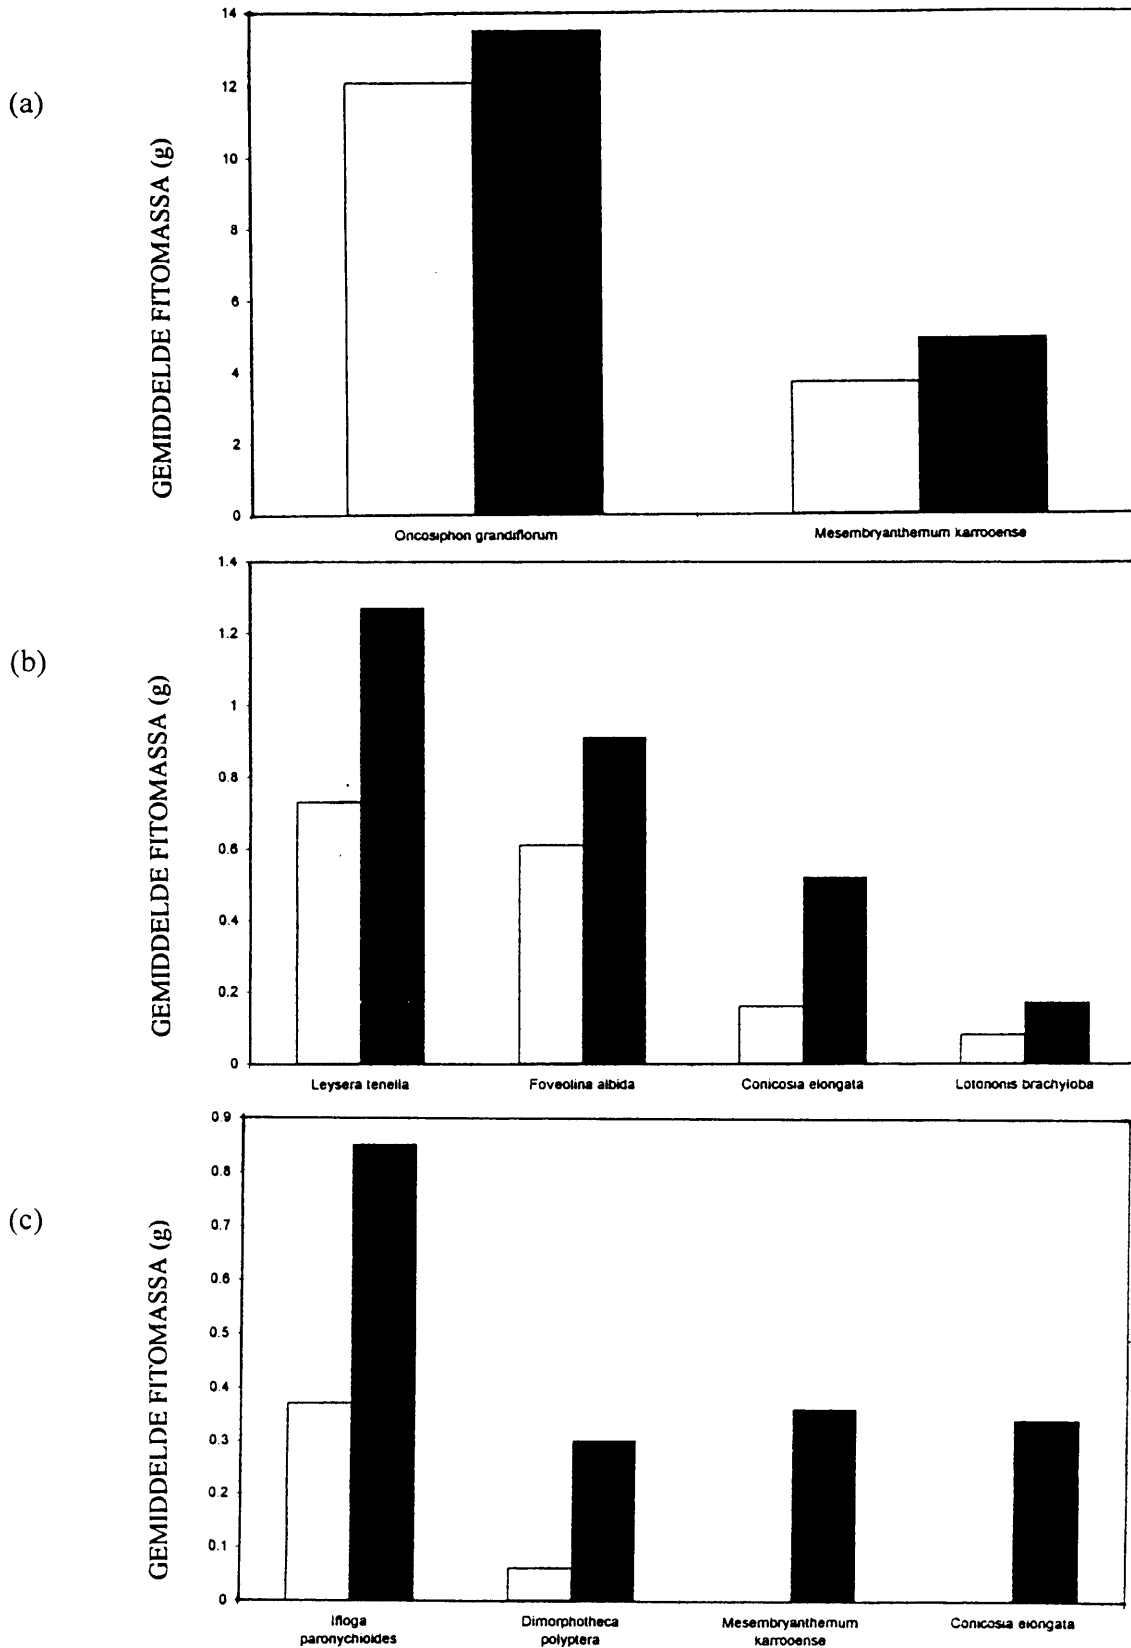 (a)
GEMIDDELDE FITOMASSA (g)
14
12
10
8
6
4
2
0
Oncosiphon grandiflorum
Mesembryanthemum karrooense
(b)
GEMIDDELDE FITOMASSA (g)
1.4
1.2
1
0.8
0.6
0.4
0.2
0
Leysera tenella
Foveolina albida
Conicosia elongata
Lotononis brachyloba
(c)
GEMIDDELDE FITOMASSA (g)
0.9
0.8
0.7
0.6
0.5
0.4
0.3
0.2
0.1
0
Ifloga
paronychioides
Dimorphotheca
polyptera
Mesembryanthemum
karrooense
Conicosia elongata